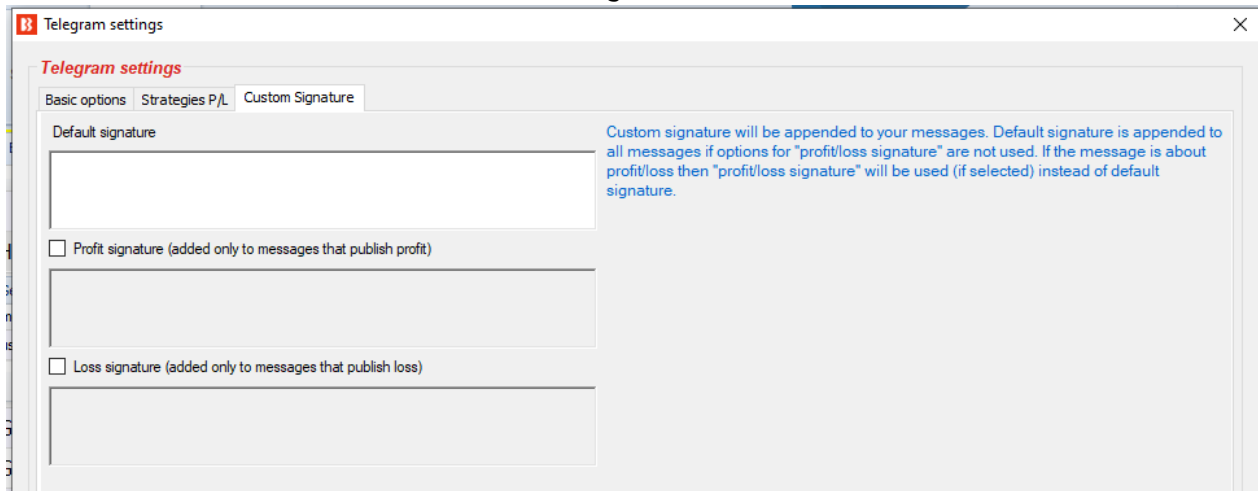 Telegram settings
Telegram settings
Basic options Strategies P/L Custom Signature
Default signature
Custom signature will be appended to your messages. Default signature is appended to
all messages if options for "profit/loss signature" are not used. If the message is about
profit/loss then "profit/loss signature" will be used (if selected) instead of default
signature.
Profit signature (added only to messages that publish profit)
Loss signature (added only to messages that publish loss)